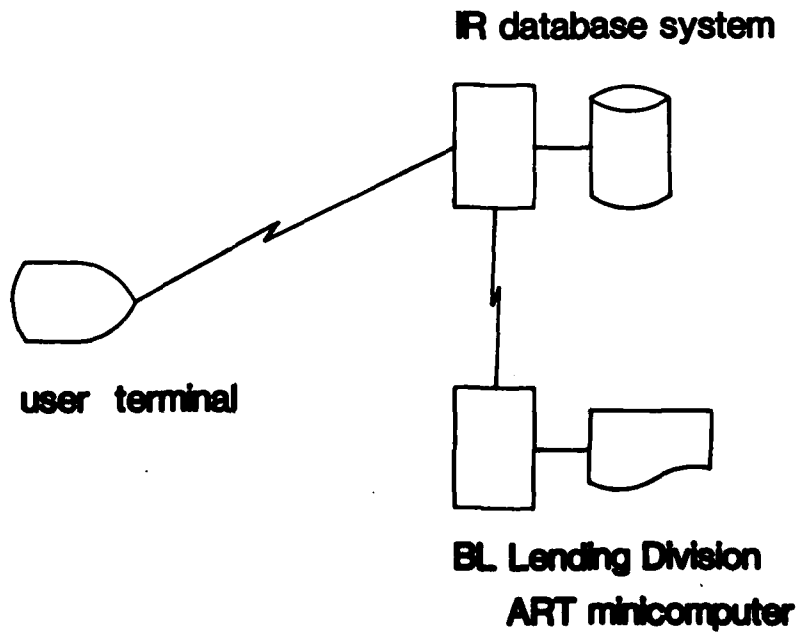 IR database system
user terminal
BL Lending Division
ART minicomputer